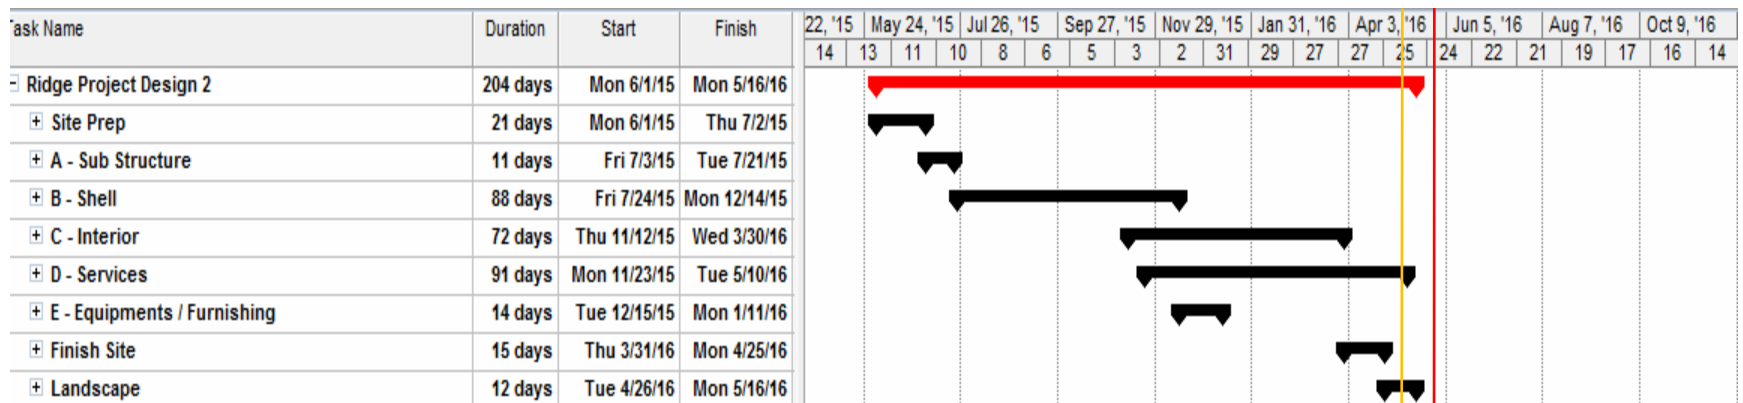 ask Name Duration Start Finish 22, '15 May 24, '15 Jul 26, '15 Sep 27, '15 Nov 29, '15 Jan 31, '16 Apr 3, '16 Jun 5, '16 Aug 7, '16 Oct 9, '16
14 13 11 10 8 6 5 3 2 31 29 27 27 25 24 22 21 19 17 16 14
Ridge Project Design 2 204 days Mon 6/1/15 Mon 5/16/16
Site Prep 21 days Mon 6/1/15 Thu 7/2/15
A - Sub Structure 11 days Fri 7/3/15 Tue 7/21/15
B - Shell 88 days Fri 7/24/15 Mon 12/14/15
C - Interior 72 days Thu 11/12/15 Wed 3/30/16
D - Services 91 days Mon 11/23/15 Tue 5/10/16
E - Equipments / Furnishing 14 days Tue 12/15/15 Mon 1/11/16
Finish Site 15 days Thu 3/31/16 Mon 4/25/16
Landscape 12 days Tue 4/26/16 Mon 5/16/16